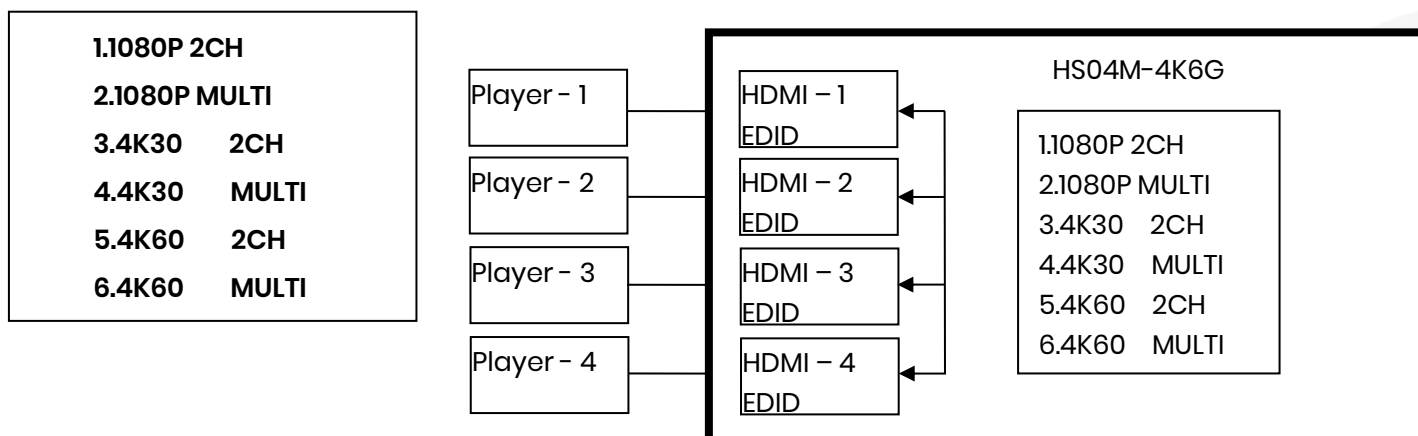 1.1080P 2CH
2.1080P MULTI
3.4K30 2CH
4.4K30 MULTI
5.4K60 2CH
6.4K60 MULTI
Player - 1
Player - 2
Player - 3
Player - 4
HDMI – 1
EDID
HDMI – 2
EDID
HDMI – 3
EDID
HDMI – 4
EDID
HS04M-4K6G
1.1080P 2CH
2.1080P MULTI
3.4K30 2CH
4.4K30 MULTI
5.4K60 2CH
6.4K60 MULTI